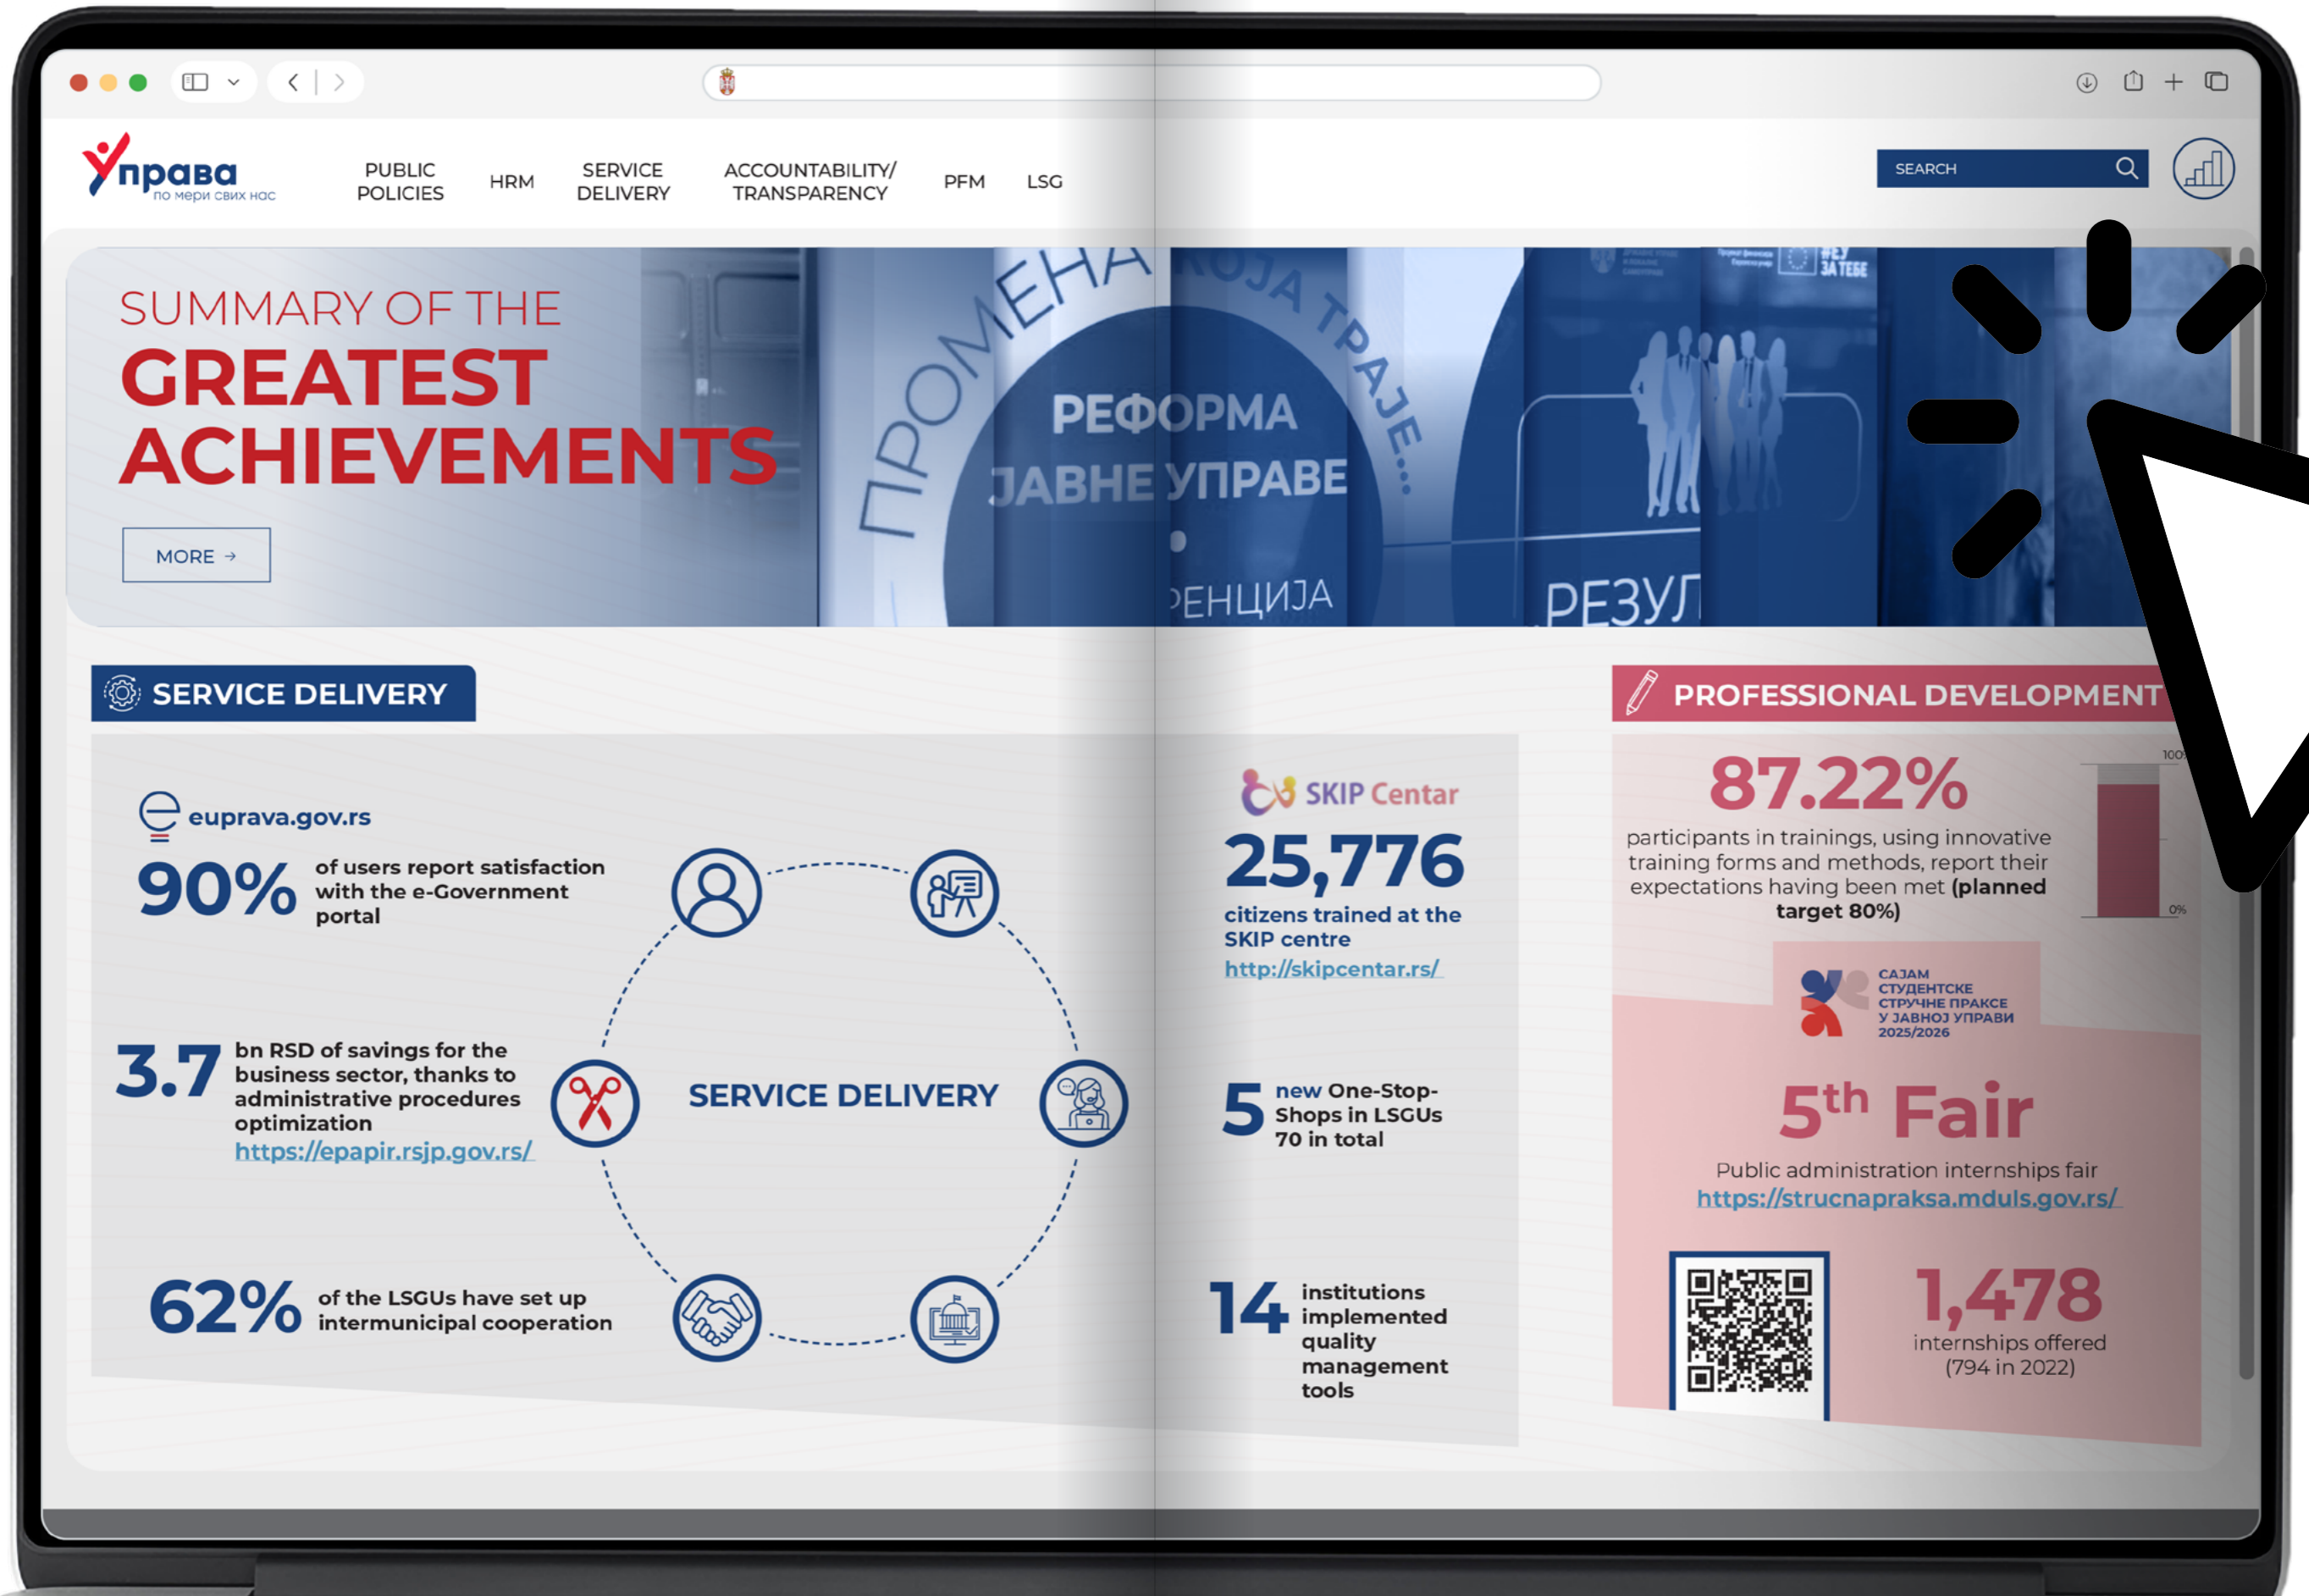 Управа
по мери свих нас
PUBLIC
POLICIES
HRM
SERVICE
DELIVERY
ACCOUNTABILITY/
TRANSPARENCY
PFM
LSG
SEARCH
SUMMARY OF THE
GREATEST
ACHIEVEMENTS
MORE →
ПРОМЕНА КОЈА ТРАЈЕ...
РЕФОРМА
ЈАВНЕ УПРАВЕ
РЕНЦИЈА
РЕЗУЛ
#ЕУ
ЗА ТЕБЕ
SERVICE DELIVERY
euprava.gov.rs
90%
of users report satisfaction
with the e-Government
portal
3.7
bn RSD of savings for the
business sector, thanks to
administrative procedures
optimization
https://epapir.rsjp.gov.rs/
62%
of the LSGUs have set up
intermunicipal cooperation
SERVICE DELIVERY
SKIP Centar
25,776
citizens trained at the
SKIP centre
http://skipcentar.rs/
5
new One-Stop-
Shops in LSGUs
70 in total
14
institutions
implemented
quality
management
tools
PROFESSIONAL DEVELOPMENT
87.22%
participants in trainings, using innovative
training forms and methods, report their
expectations having been met (planned
target 80%)
100%
0%
САЈАМ
СТУДЕНТСКЕ
СТРУЧНЕ ПРАКСЕ
У ЈАВНОЈ УПРАВИ
2025/2026
5th Fair
Public administration internships fair
https://strucnapraksa.mduls.gov.rs/
1,478
internships offered
(794 in 2022)